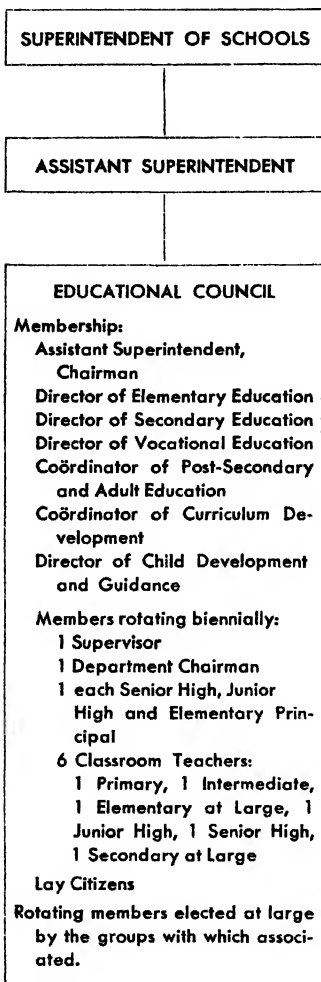 SUPERINTENDENT OF SCHOOLS
ASSISTANT SUPERINTENDENT
EDUCATIONAL COUNCIL
Membership:
Assistant Superintendent,
Chairman
Director of Elementary Education
Director of Secondary Education
Director of Vocational Education
Coördinator of Post-Secondary
and Adult Education
Coördinator of Curriculum De-
velopment
Director of Child Development
and Guidance
Members rotating biennially:
1 Supervisor
1 Department Chairman
1 each Senior High, Junior
High and Elementary Prin-
cipal
6 Classroom Teachers:
1 Primary, 1 Intermediate,
1 Elementary at Large, 1
Junior High, 1 Senior High,
1 Secondary at Large
Lay Citizens
Rotating members elected at large
by the groups with which associ-
ated.